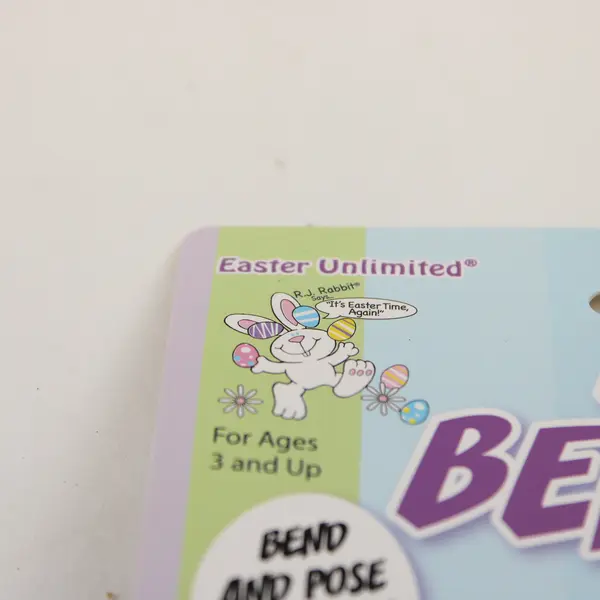 Easter Unlimited®
R.J. Rabbit®
Says...
"It's Easter Time,
Again!"
For Ages
3 and Up
BEND
AND POSE